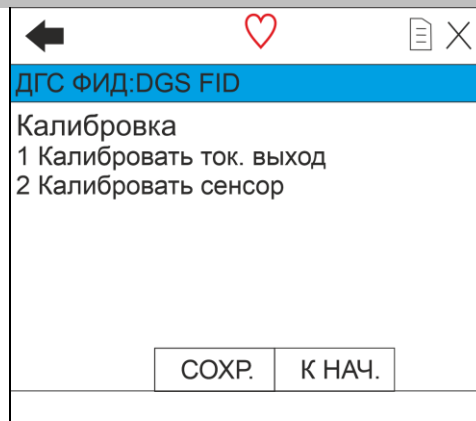 ДГС ФИД:DGS FID
Калибровка
1 Калибровать ток. выход
2 Калибровать сенсор
СОХР.
К НАЧ.